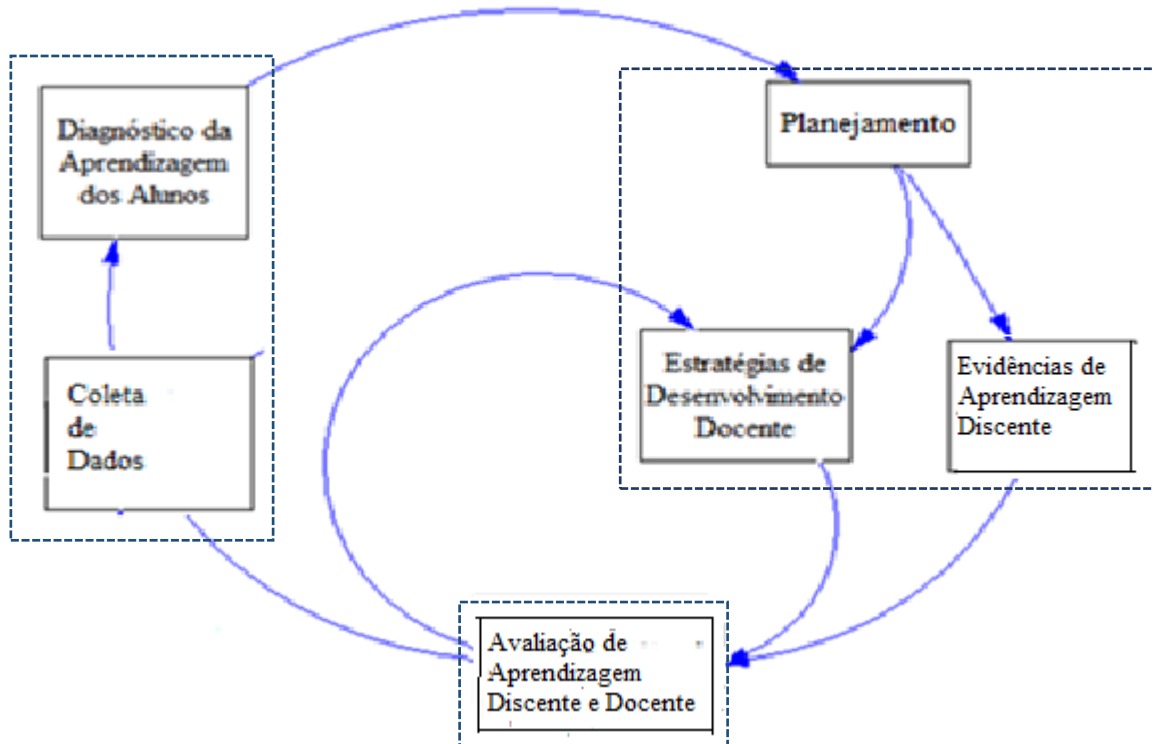 Diagnóstico da
Aprendizagem
dos Alunos
Planejamento
Coleta
de
Dados
Estratégias de
Desenvolvimento
Docente
Evidências de
Aprendizagem
Discente
Avaliação de
Aprendizagem
Discente e Docente